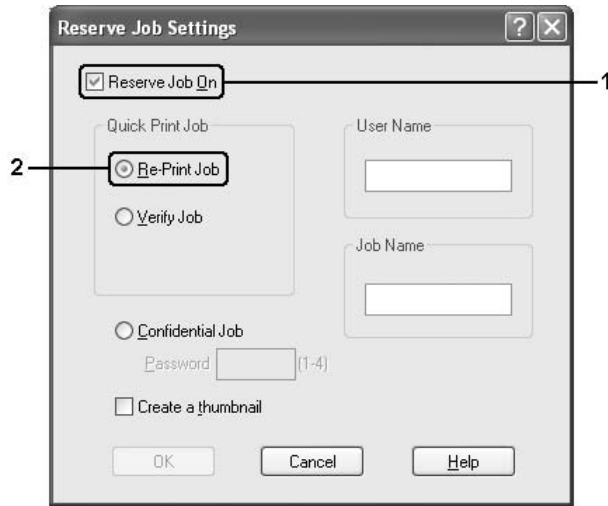 Reserve Job Settings
Reserve Job On
1
Quick Print Job
User Name
2
Re-Print Job
Verify Job
Job Name
Confidential Job
Password
(1-4)
Create a thumbnail
OK
Cancel
Help